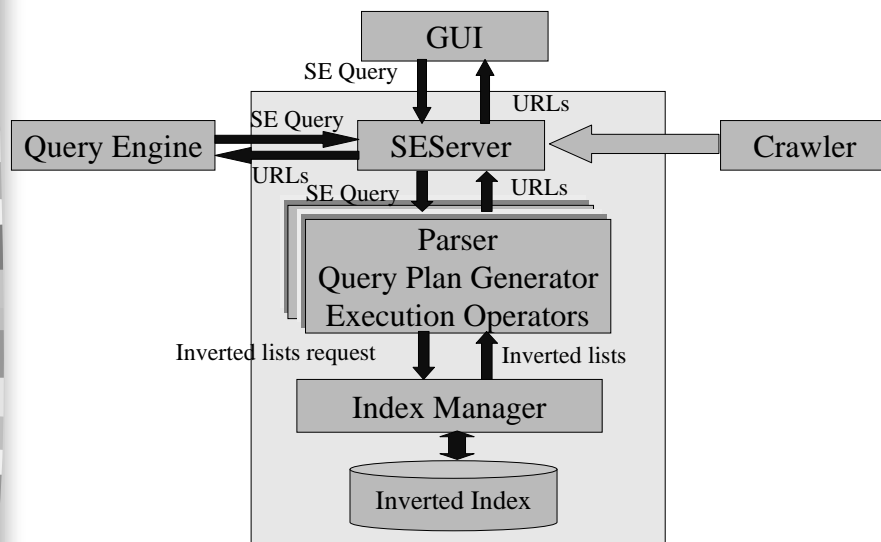 GUI
SE Query
URLs
SE Query
Query Engine
SEServer
Crawler
URLs
SE Query
URLs
Parser
Query Plan Generator
Execution Operators
Inverted lists request
Inverted lists
Index Manager
Inverted Index